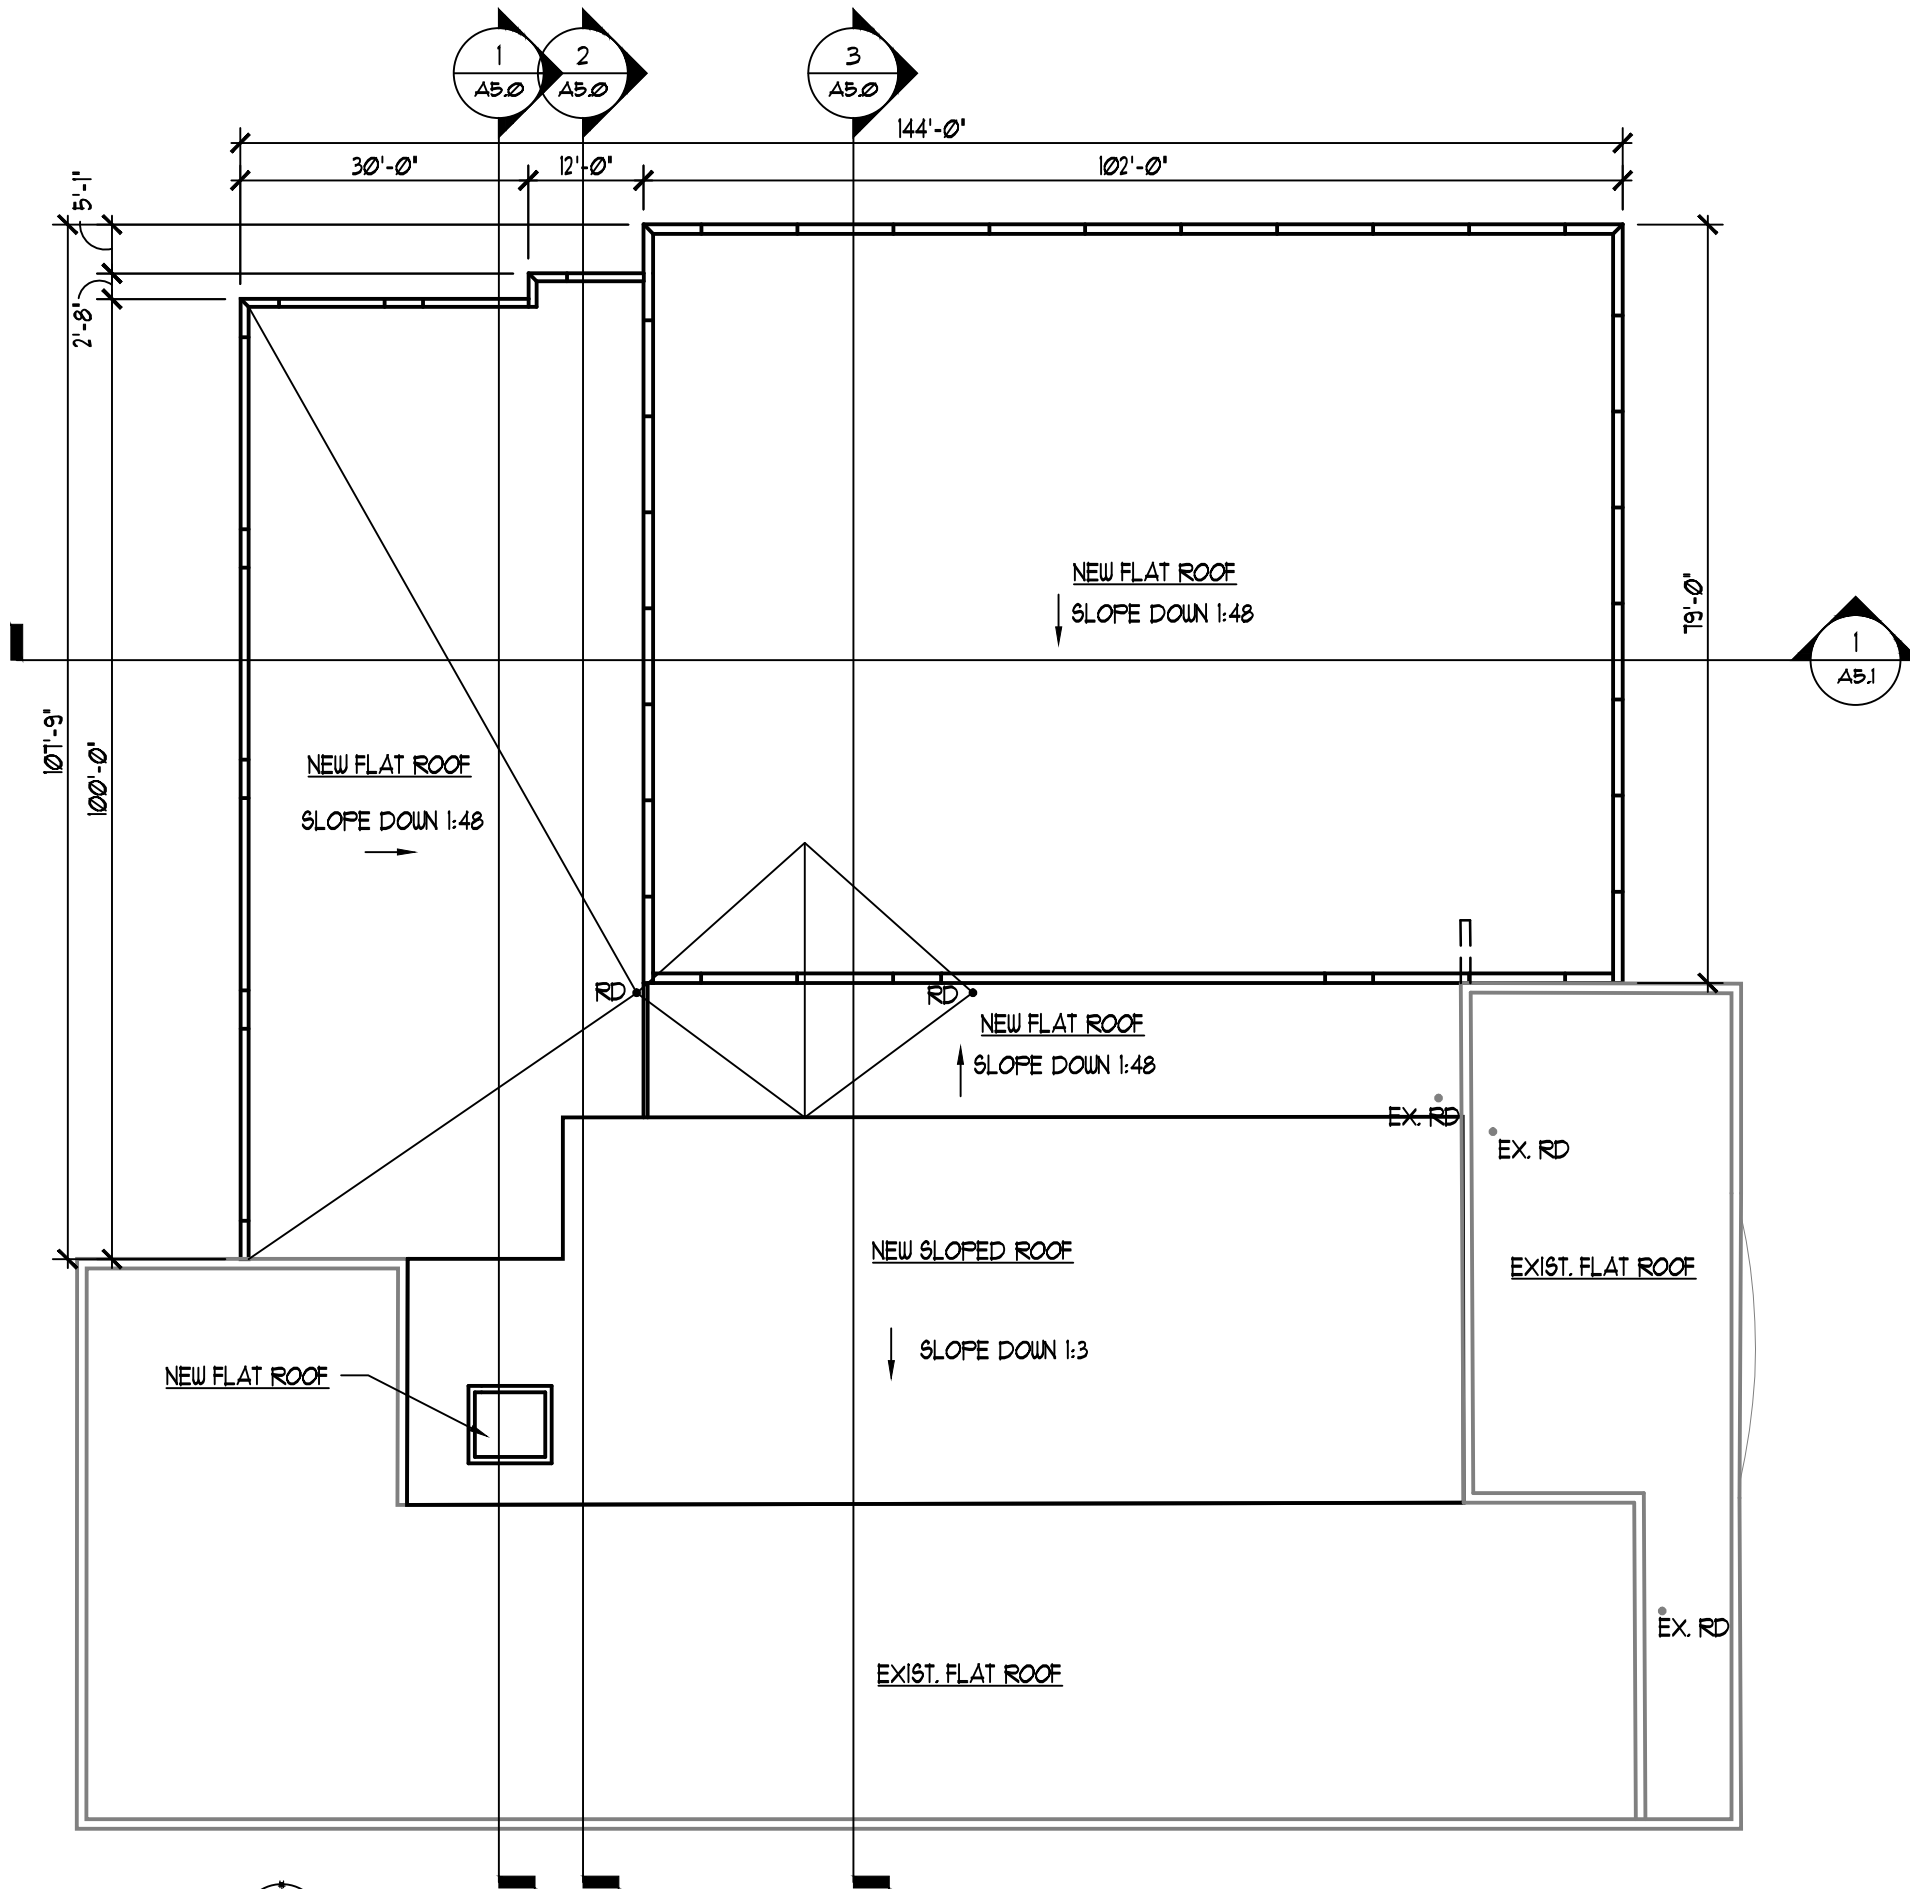 1
A5.0
2
A5.0
3
A5.0
144'-0"
30'-0"
12'-0"
102'-0"
5'-1"
2'-8"
NEW FLAT ROOF
SLOPE DOWN 1:48
79'-0"
1
A5.1
107'-9"
100'-0"
NEW FLAT ROOF
SLOPE DOWN 1:48
RD
RD
NEW FLAT ROOF
SLOPE DOWN 1:48
EX. RD
EX. RD
NEW SLOPED ROOF
EXIST. FLAT ROOF
SLOPE DOWN 1:3
NEW FLAT ROOF
EX. RD
EXIST. FLAT ROOF